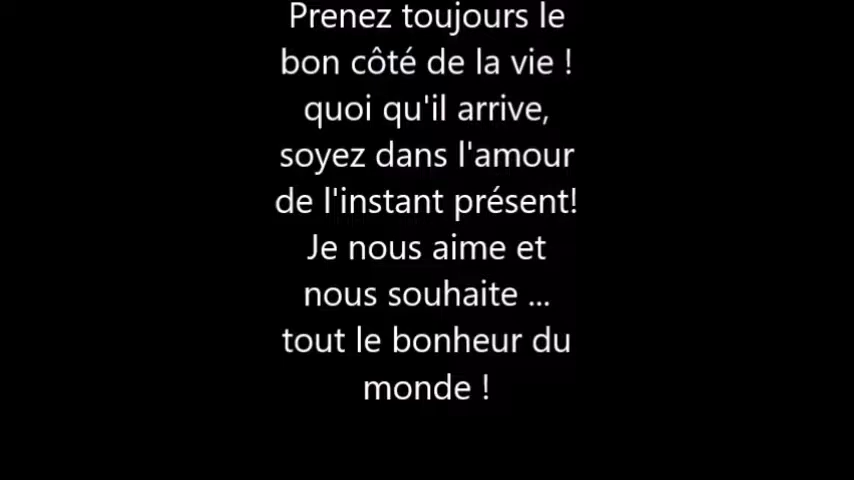 Prenez toujours le
bon côté de la vie !
quoi qu'il arrive,
soyez dans l'amour
de l'instant présent!
Je nous aime et
nous souhaite ...
tout le bonheur du
monde !